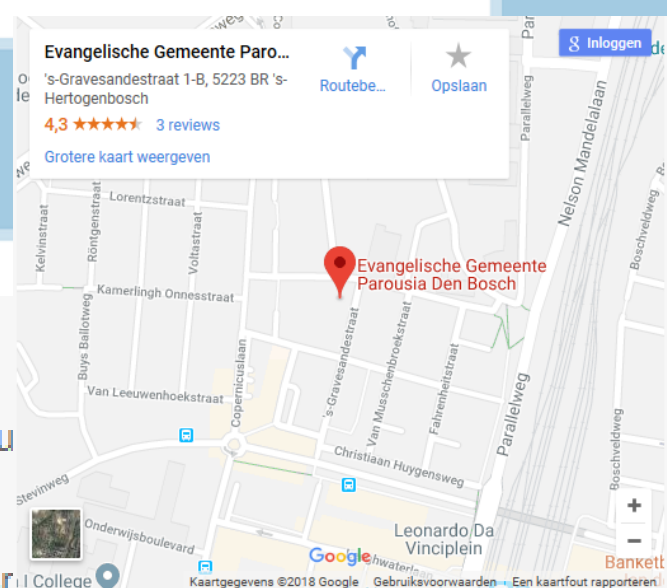 Evangelische Gemeente Paro...
's-Gravesandestraat 1-B, 5223 BR 's-
Hertogenbosch
4,3
3 reviews
Grotere kaart weergeven
Routebe...
Opslaan
Inloggen
Parallelweg
Nelson Mandelalaan
Boschveldweg
Lorentzstraat
Kelvinstraat
Röntgenstraat
Voltastraat
Evangelische Gemeente
Parousia Den Bosch
Kamerlingh Onnesstraat
Buys Ballotweg
Copernicuslaan
's-Gravesandestraat
Van Musschenbroekstraat
Fahrenheitstraat
Van Leeuwenhoekstraat
Parallelweg
Boschveldweg
Christiaan Huygensweg
Stevinweg
Onderwijsboulevard
Leonardo Da
Vinciplein
Google
College
Kaartgegevens ©2018 Google
Gebruiksvoorwaarden
Een kaartfout rapporteren